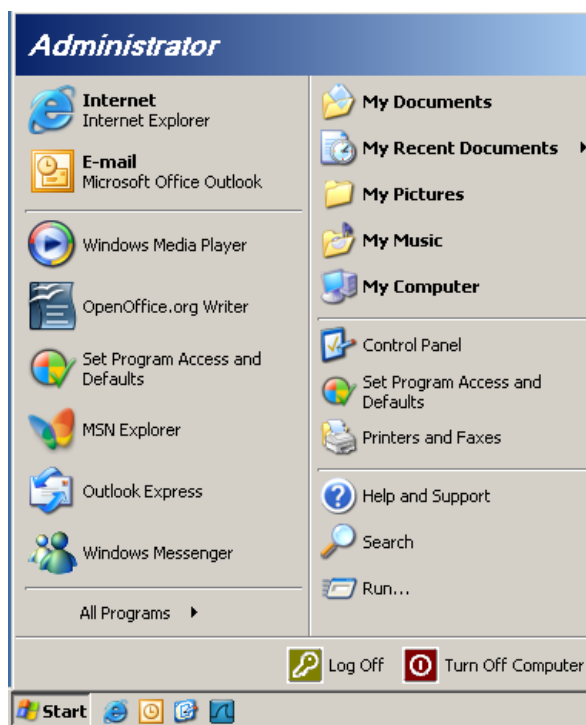 Administrator
Internet
Internet Explorer
E-mail
Microsoft Office Outlook
Windows Media Player
OpenOffice.org Writer
Set Program Access and
Defaults
MSN Explorer
Outlook Express
Windows Messenger
All Programs
My Documents
My Recent Documents
My Pictures
My Music
My Computer
Control Panel
Set Program Access and
Defaults
Printers and Faxes
Help and Support
Search
Run...
Log Off
Turn Off Computer
Start